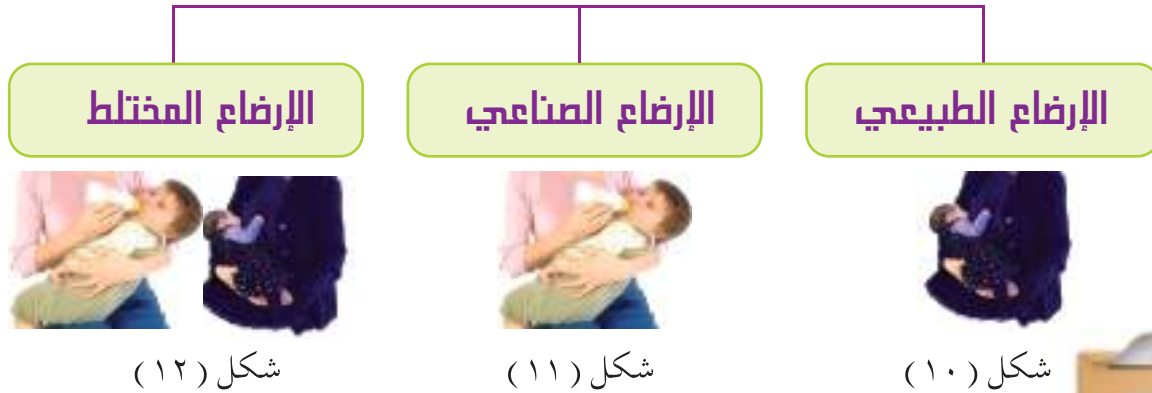 الإرضاع الطبيعي
الإرضاع الصناعي
الإرضاع المختلط
شكل (١٠)
شكل (١١)
شكل (١٢)